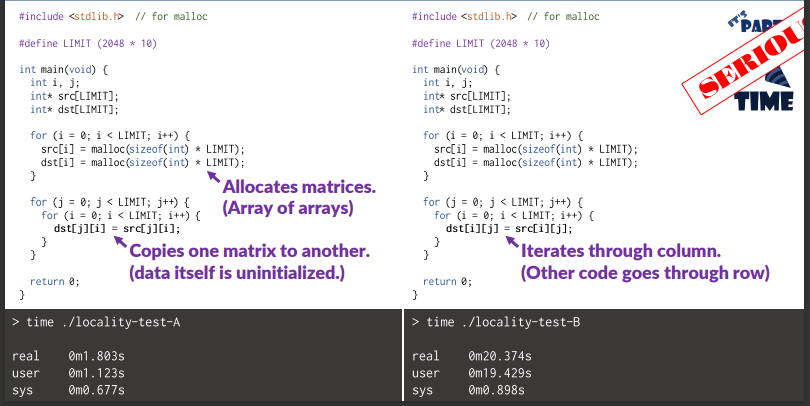 #include <stdlib.h>  // for malloc
#define LIMIT (2048 * 10)
int main(void) {
  int i, j;
  int* src[LIMIT];
  int* dst[LIMIT];
  for (i = 0; i < LIMIT; i++) {
    src[i] = malloc(sizeof(int) * LIMIT);
    dst[i] = malloc(sizeof(int) * LIMIT);
  }
Allocates matrices.
(Array of arrays)
  for (j = 0; j < LIMIT; j++) {
    for (i = 0; i < LIMIT; i++) {
      dst[j][i] = src[j][i];
    }
  }
Copies one matrix to another.
(data itself is uninitialized.)
  return 0;
}
> time ./locality-test-A
real    0m1.803s
user    0m1.123s
sys     0m0.677s
#include <stdlib.h>  // for malloc
#define LIMIT (2048 * 10)
int main(void) {
  int i, j;
  int* src[LIMIT];
  int* dst[LIMIT];
  for (i = 0; i < LIMIT; i++) {
    src[i] = malloc(sizeof(int) * LIMIT);
    dst[i] = malloc(sizeof(int) * LIMIT);
  }
  for (j = 0; j < LIMIT; j++) {
    for (i = 0; i < LIMIT; i++) {
      dst[i][j] = src[i][j];
    }
  }
Iterates through column.
(Other code goes through row)
  return 0;
}
> time ./locality-test-B
real    0m20.374s
user    0m19.429s
sys     0m0.898s
IT'S
TIME